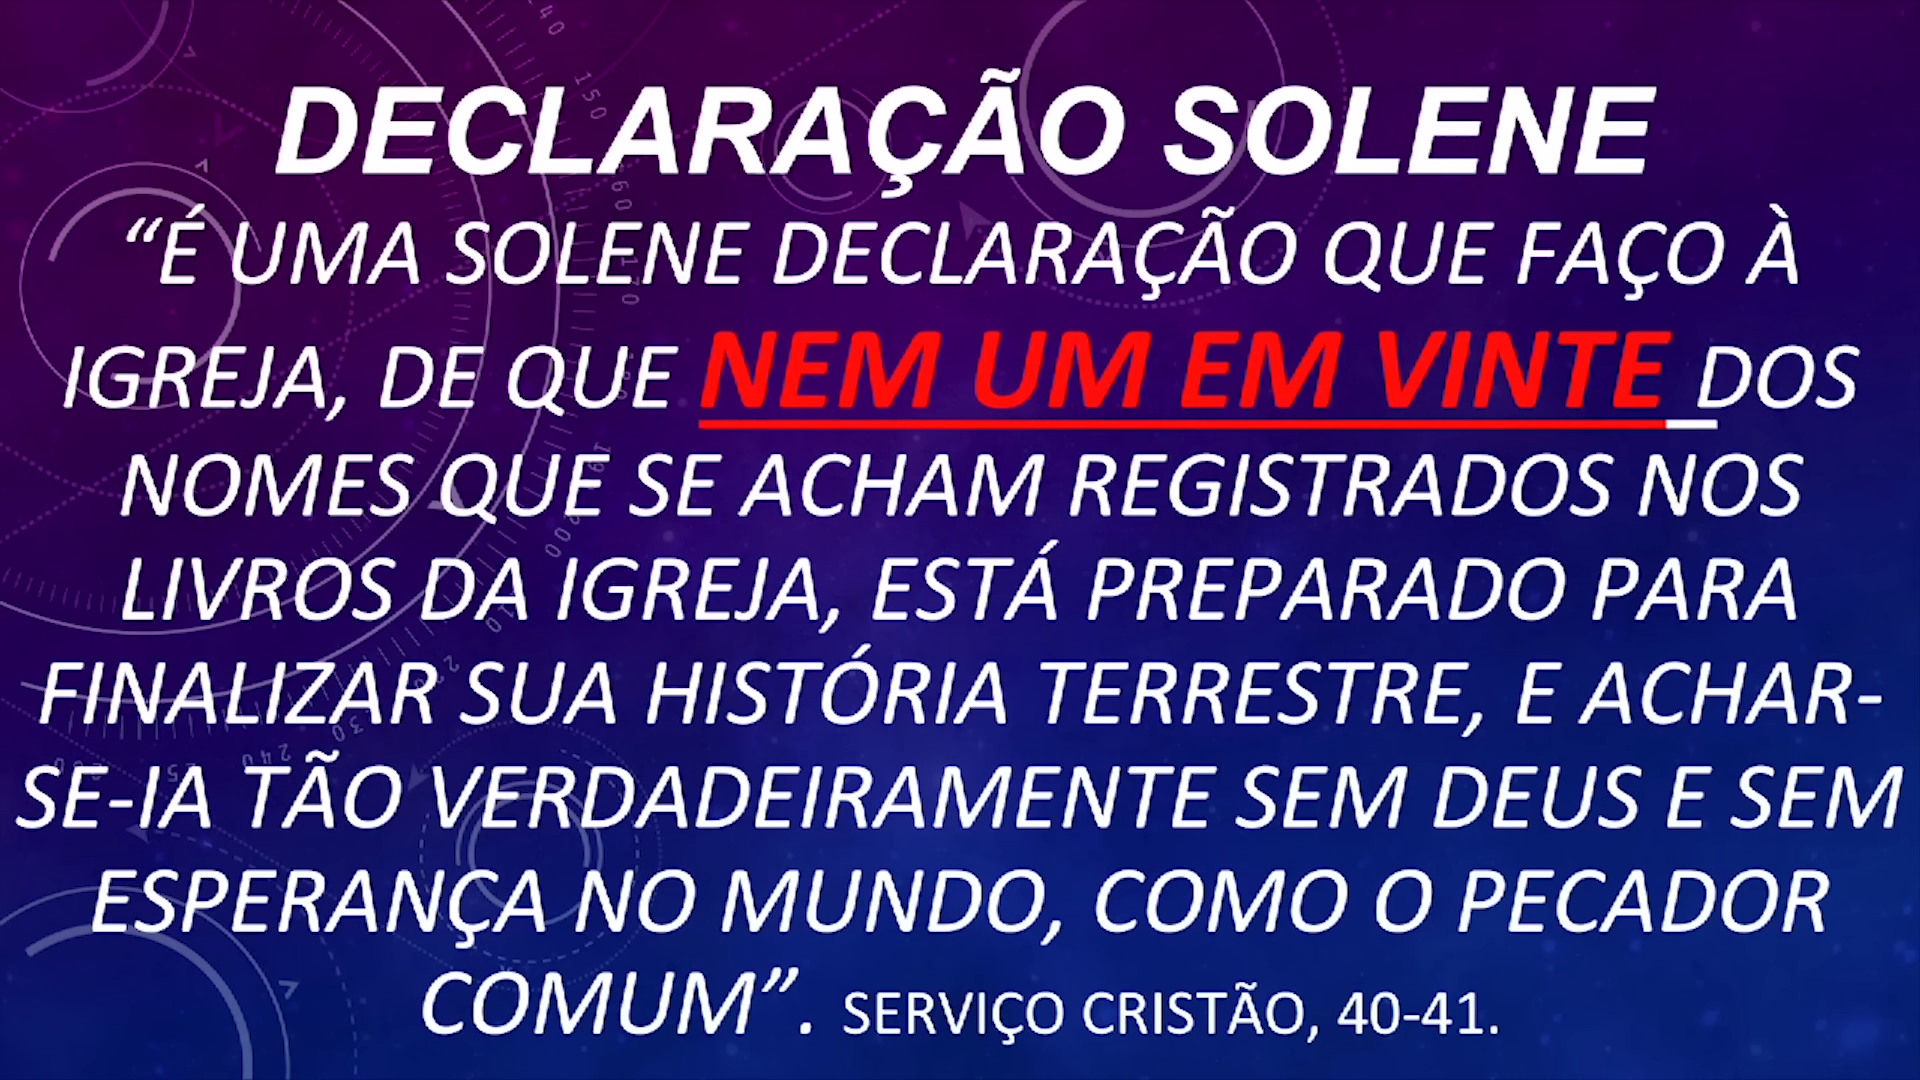 DECLARAÇÃO SOLENE
“É UMA SOLENE DECLARAÇÃO QUE FAÇO À
IGREJA, DE QUE NEM UM EM VINTE DOS
NOMES QUE SE ACHAM REGISTRADOS NOS
LIVROS DA IGREJA, ESTÁ PREPARADO PARA
FINALIZAR SUA HISTÓRIA TERRESTRE, E ACHAR-
SE-IA TÃO VERDADEIRAMENTE SEM DEUS E SEM
ESPERANÇA NO MUNDO, COMO O PECADOR
COMUM”. SERVIÇO CRISTÃO, 40-41.